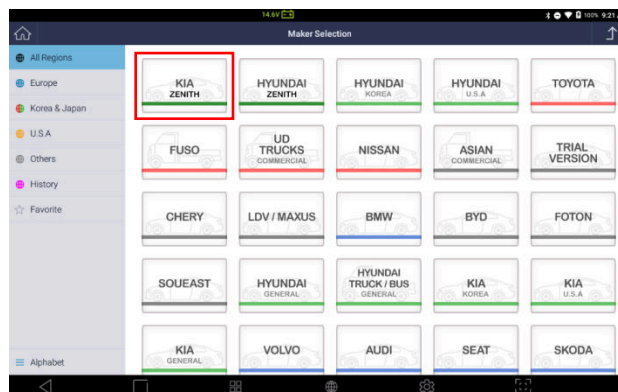 14.6V
100% 9:21
Maker Selection
All Regions
Europe
Korea & Japan
U.S.A
Others
History
Favorite
Alphabet
KIA
ZENITH
HYUNDAI
ZENITH
HYUNDAI
KOREA
HYUNDAI
U.S.A
TOYOTA
FUSO
UD
TRUCKS
COMMERCIAL
NISSAN
ASIAN
COMMERCIAL
TRIAL
VERSION
CHERY
LDV / MAXUS
BMW
BYD
FOTON
SOUEAST
HYUNDAI
GENERAL
HYUNDAI
TRUCK / BUS
GENERAL
KIA
KOREA
KIA
U.S.A
KIA
GENERAL
VOLVO
AUDI
SEAT
SKODA